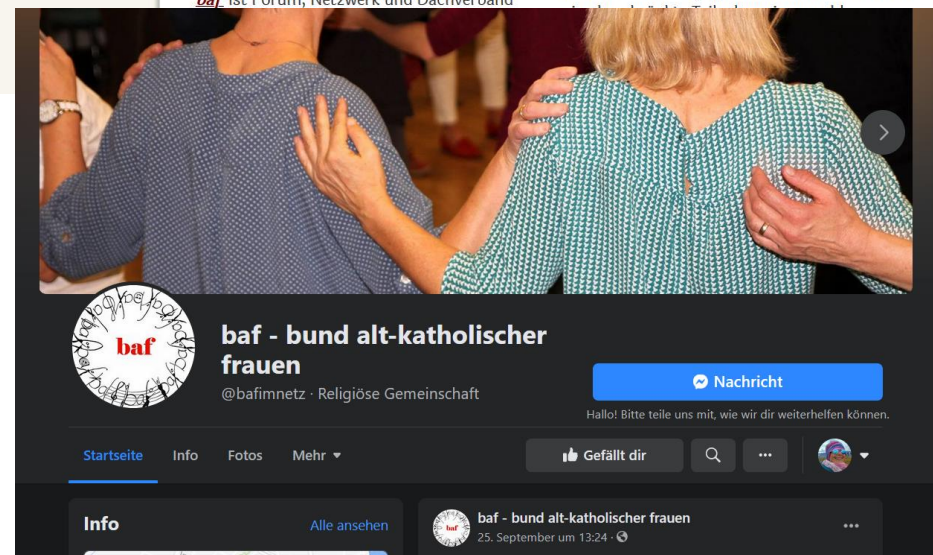 baf ist Forum, Netzwerk und Dachverband
baf
baf - bund alt-katholischer
frauen
@bafimnetz · Religiöse Gemeinschaft
Nachricht
Hallo! Bitte teile uns mit, wie wir dir weiterhelfen können.
Startseite
Info
Fotos
Mehr
Gefällt dir
Info
Alle ansehen
baf
baf - bund alt-katholischer frauen
25. September um 13:24 ·